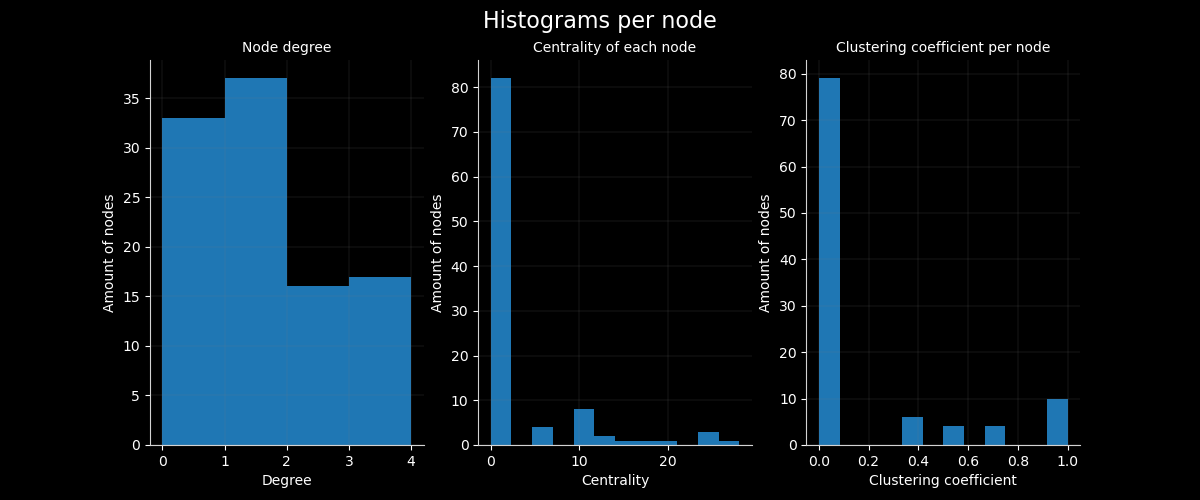 Histograms per node
Node degree
Amount of nodes
35
30
25
20
15
10
5
0
0 1 2 3 4
Degree
Centrality of each node
Amount of nodes
80
70
60
50
40
30
20
10
0
0 10 20
Centrality
Clustering coefficient per node
Amount of nodes
80
70
60
50
40
30
20
10
0
0.0 0.2 0.4 0.6 0.8 1.0
Clustering coefficient